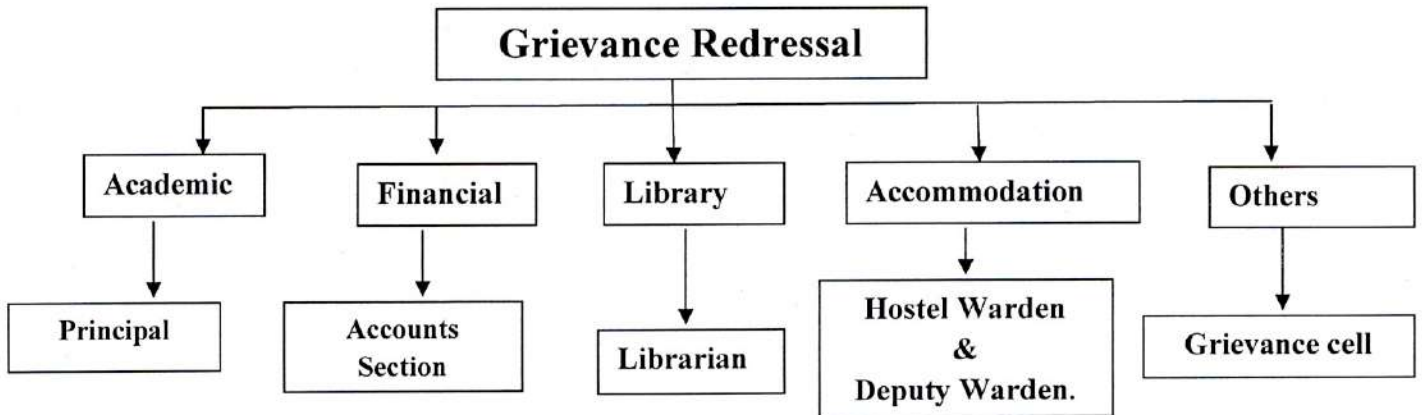 Grievance Redressal
Academic
Financial
Library
Accommodation
Others
Principal
Accounts
Section
Librarian
Hostel Warden
&
Deputy Warden.
Grievance cell